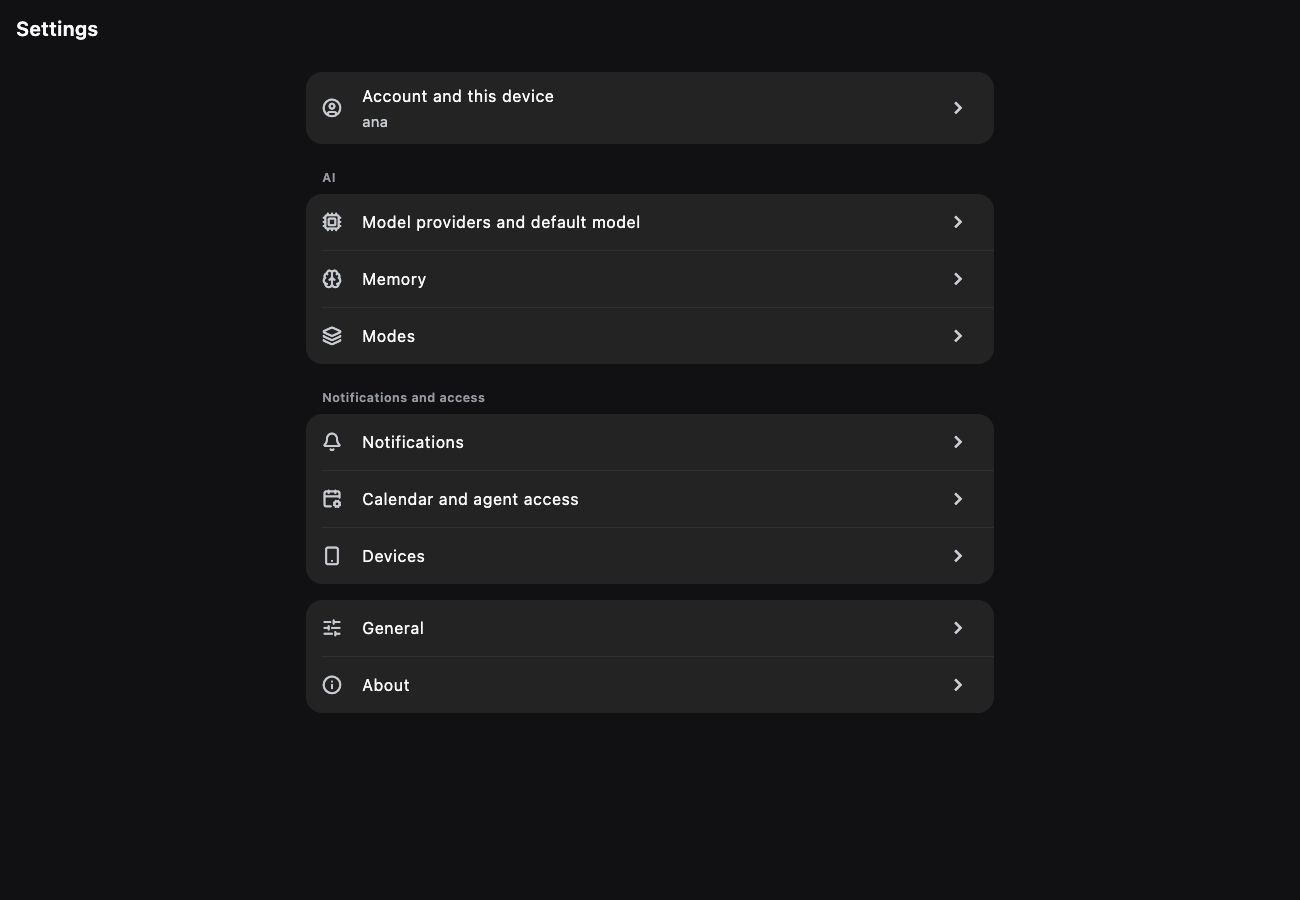 Settings
Account and this device
ana
AI
Model providers and default model
Memory
Modes
Notifications and access
Notifications
Calendar and agent access
Devices
General
About